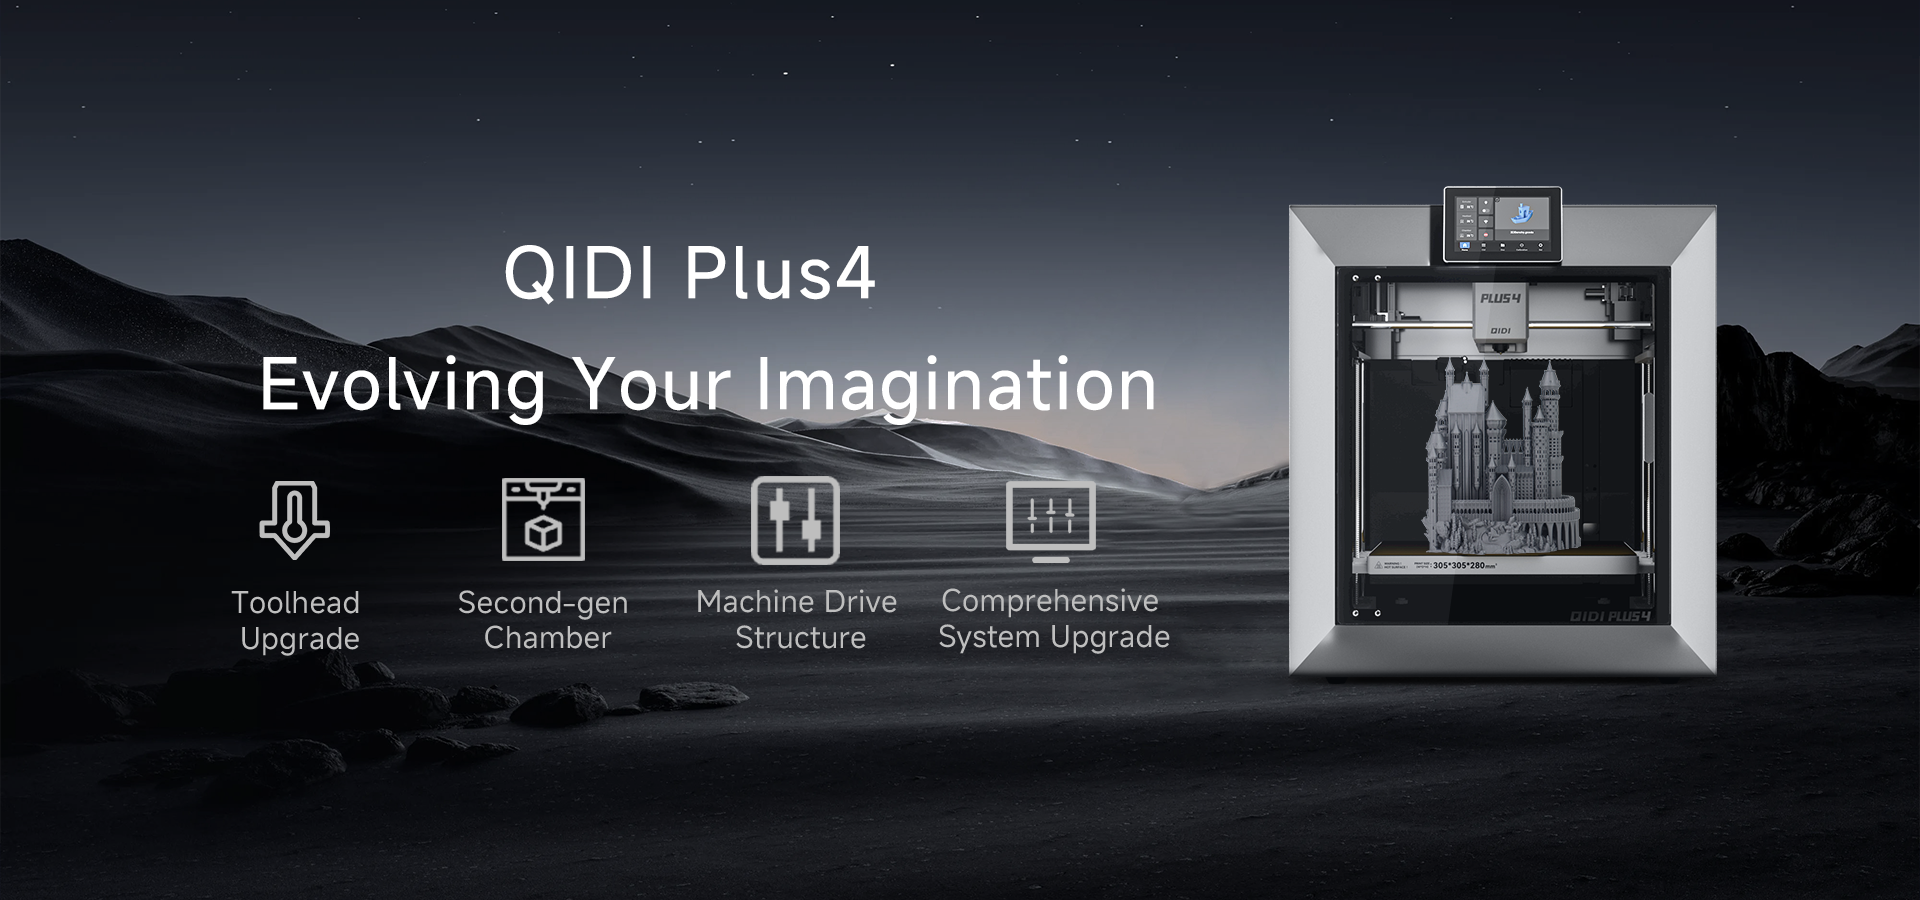 QIDI Plus4
Evolving Your Imagination
Toolhead
Upgrade
Second-gen
Chamber
Machine Drive
Structure
Comprehensive
System Upgrade
PLUS4
QIDI
305*305*280mm³
QIDI PLUS4